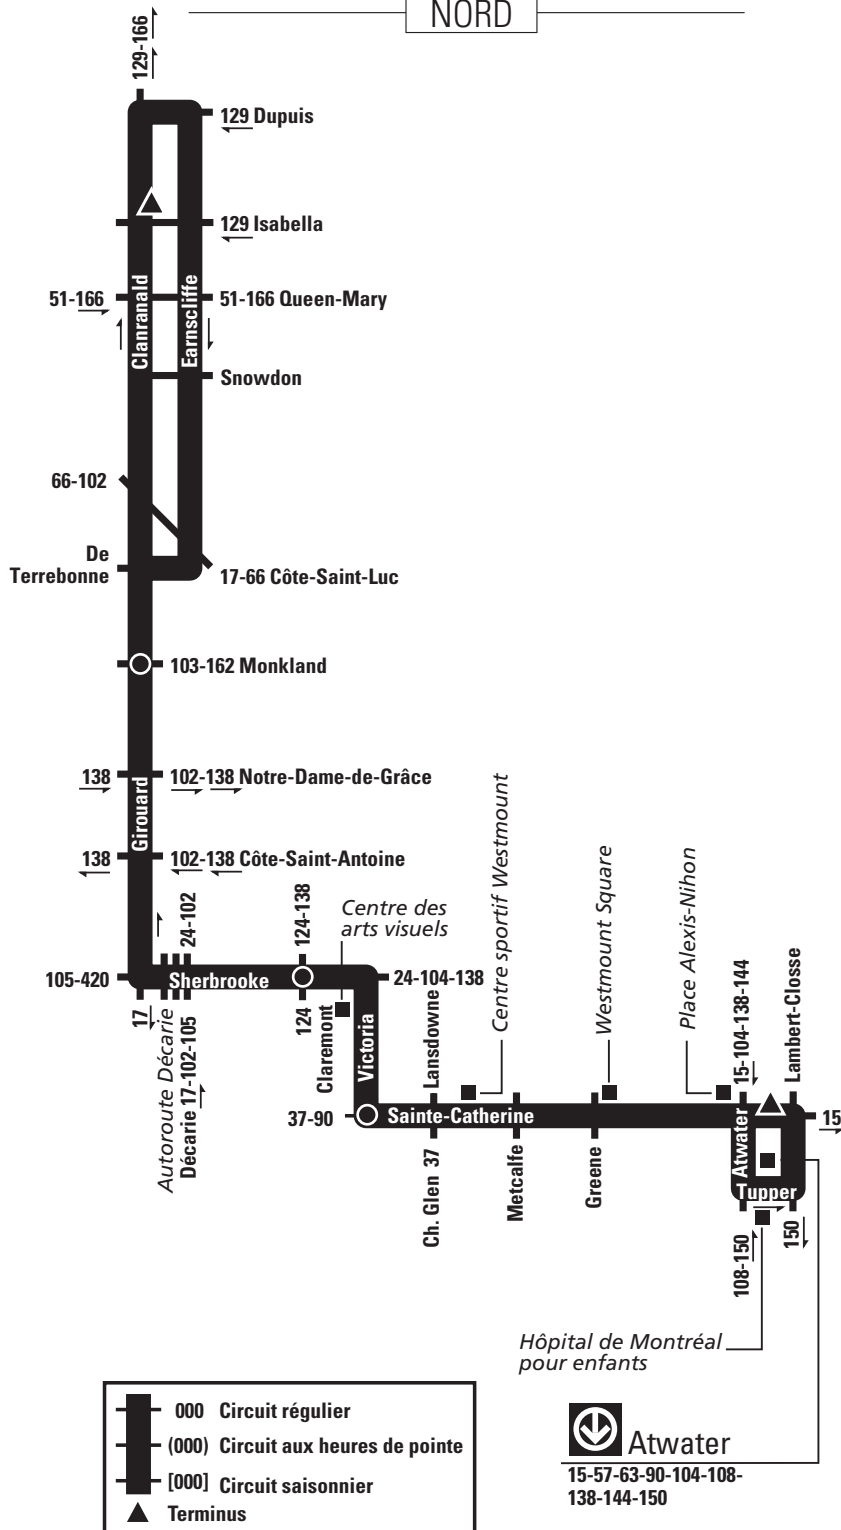 NORD
129-166
129 Dupuis
129 Isabella
51-166
51-166 Queen-Mary
Clanranald
Earnscliffe
Snowdon
66-102
De
Terrebonne
17-66 Côte-Saint-Luc
103-162 Monkland
138
102-138 Notre-Dame-de-Grâce
Girouard
138
102-138 Côte-Saint-Antoine
24-102
124-138
Centre des
arts visuels
Centre sportif Westmount
Westmount Square
Place Alexis-Nihon
105-420
Sherbrooke
24-104-138
17
Autoroute Décarie
Décarie 17-102-105
124
Claremont
Victoria
Lansdowne
15-104-138-144
Lambert-Closse
37-90
Sainte-Catherine
15
Ch. Glen 37
Metcalfe
Greene
Atwater
Tupper
108-150
150
Hôpital de Montréal
pour enfants
000 Circuit régulier
(000) Circuit aux heures de pointe
[000] Circuit saisonnier
Terminus
Atwater
15-57-63-90-104-108-
138-144-150